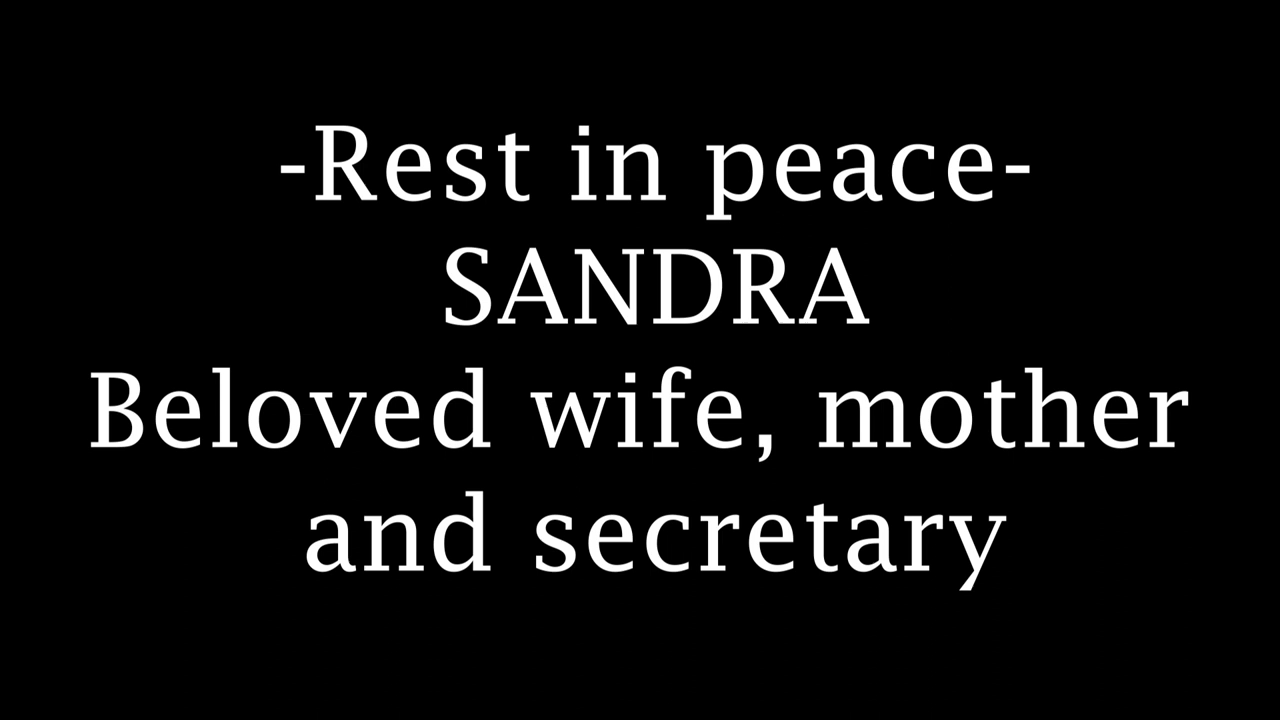 -Rest in peace-
SANDRA
Beloved wife, mother
and secretary